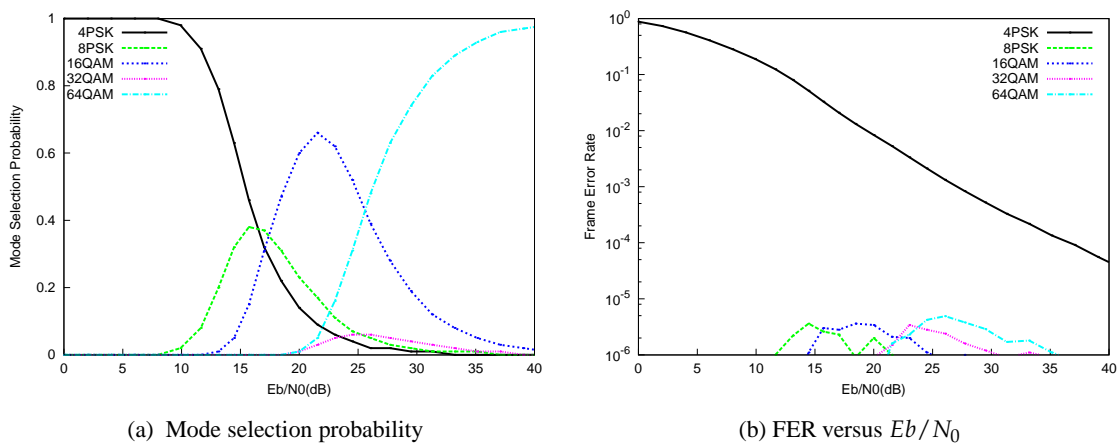 Mode Selection Probability
1
0.8
0.6
0.4
0.2
0
4PSK
8PSK
16QAM
32QAM
64QAM
0 5 10 15 20 25 30 35 40
Eb/N0(dB)
(a) Mode selection probability
Frame Error Rate
10^0
10^-1
10^-2
10^-3
10^-4
10^-5
10^-6
4PSK
8PSK
16QAM
32QAM
64QAM
0 5 10 15 20 25 30 35 40
Eb/N0(dB)
(b) FER versus Eb/N₀